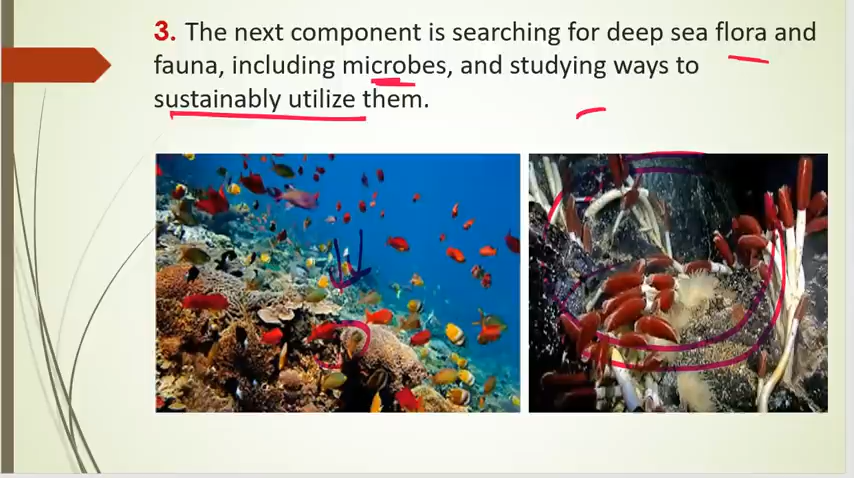 3. The next component is searching for deep sea flora and
fauna, including microbes, and studying ways to
sustainably utilize them.